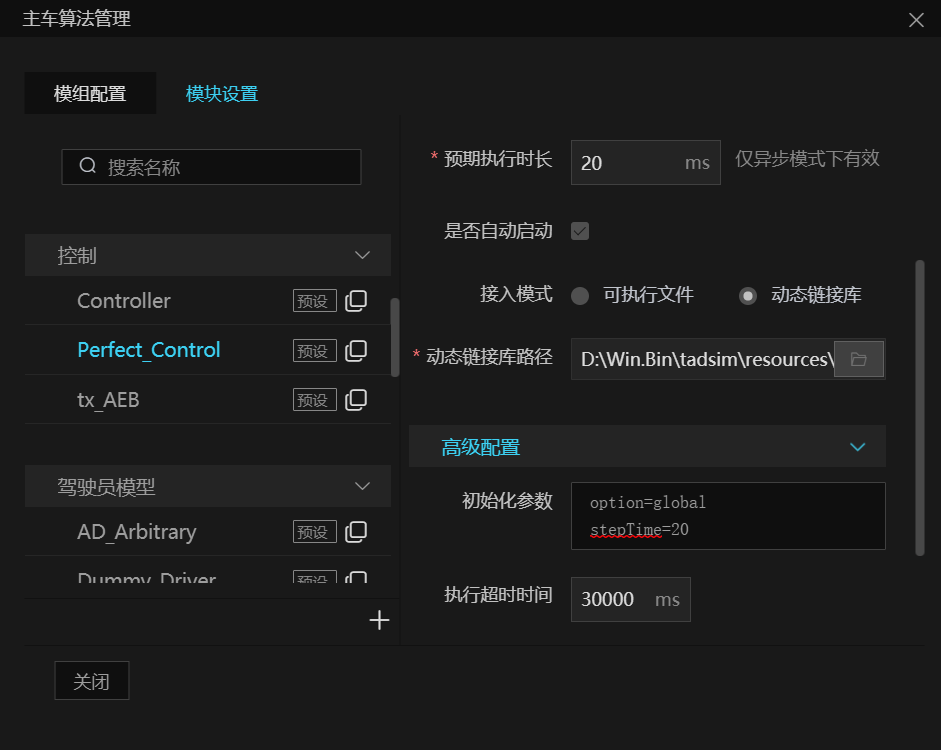 主车算法管理
模组配置
模块设置
搜索名称
控制
Controller 预设
Perfect_Control 预设
tx_AEB 预设
驾驶员模型
AD_Arbitrary 预设
Dummy_Driver 预设
* 预期执行时长 20 ms 仅异步模式下有效
是否自动启动
接入模式 可执行文件 动态链接库
* 动态链接库路径 D:\Win.Bin\tadsim\resources\
高级配置
初始化参数 option=global
stepTime=20
执行超时时间 30000 ms
关闭